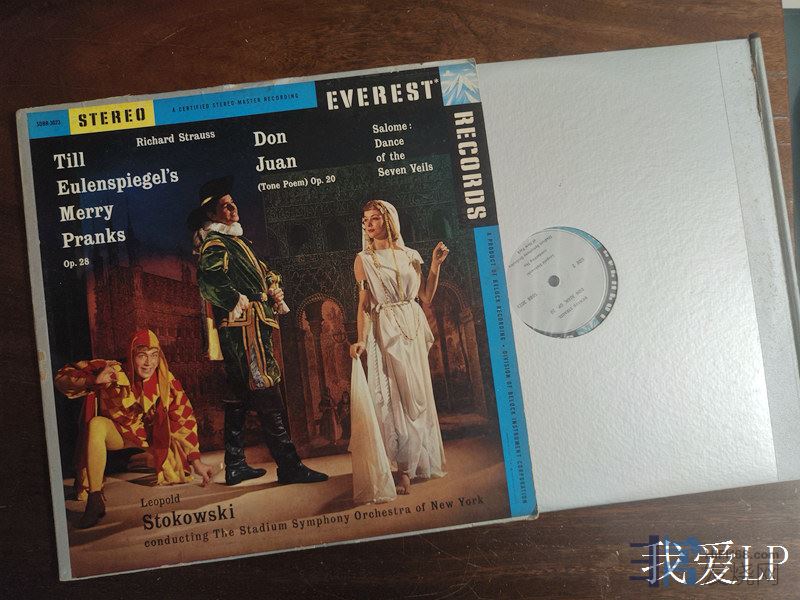 SDBR-3023
STEREO
A CERTIFIED STEREO MASTER RECORDING
EVEREST
RECORDS
Till
Eulenspiegel's
Merry
Pranks
Op. 28
Richard Strauss
Don
Juan
(Tone Poem) Op. 20
Salome:
Dance
of the
Seven Veils
A PRODUCT OF BELOCK RECORDING • DIVISION OF BELOCK INSTRUMENT CORPORATION
Leopold
Stokowski
conducting The Stadium Symphony Orchestra of New York
我爱LP